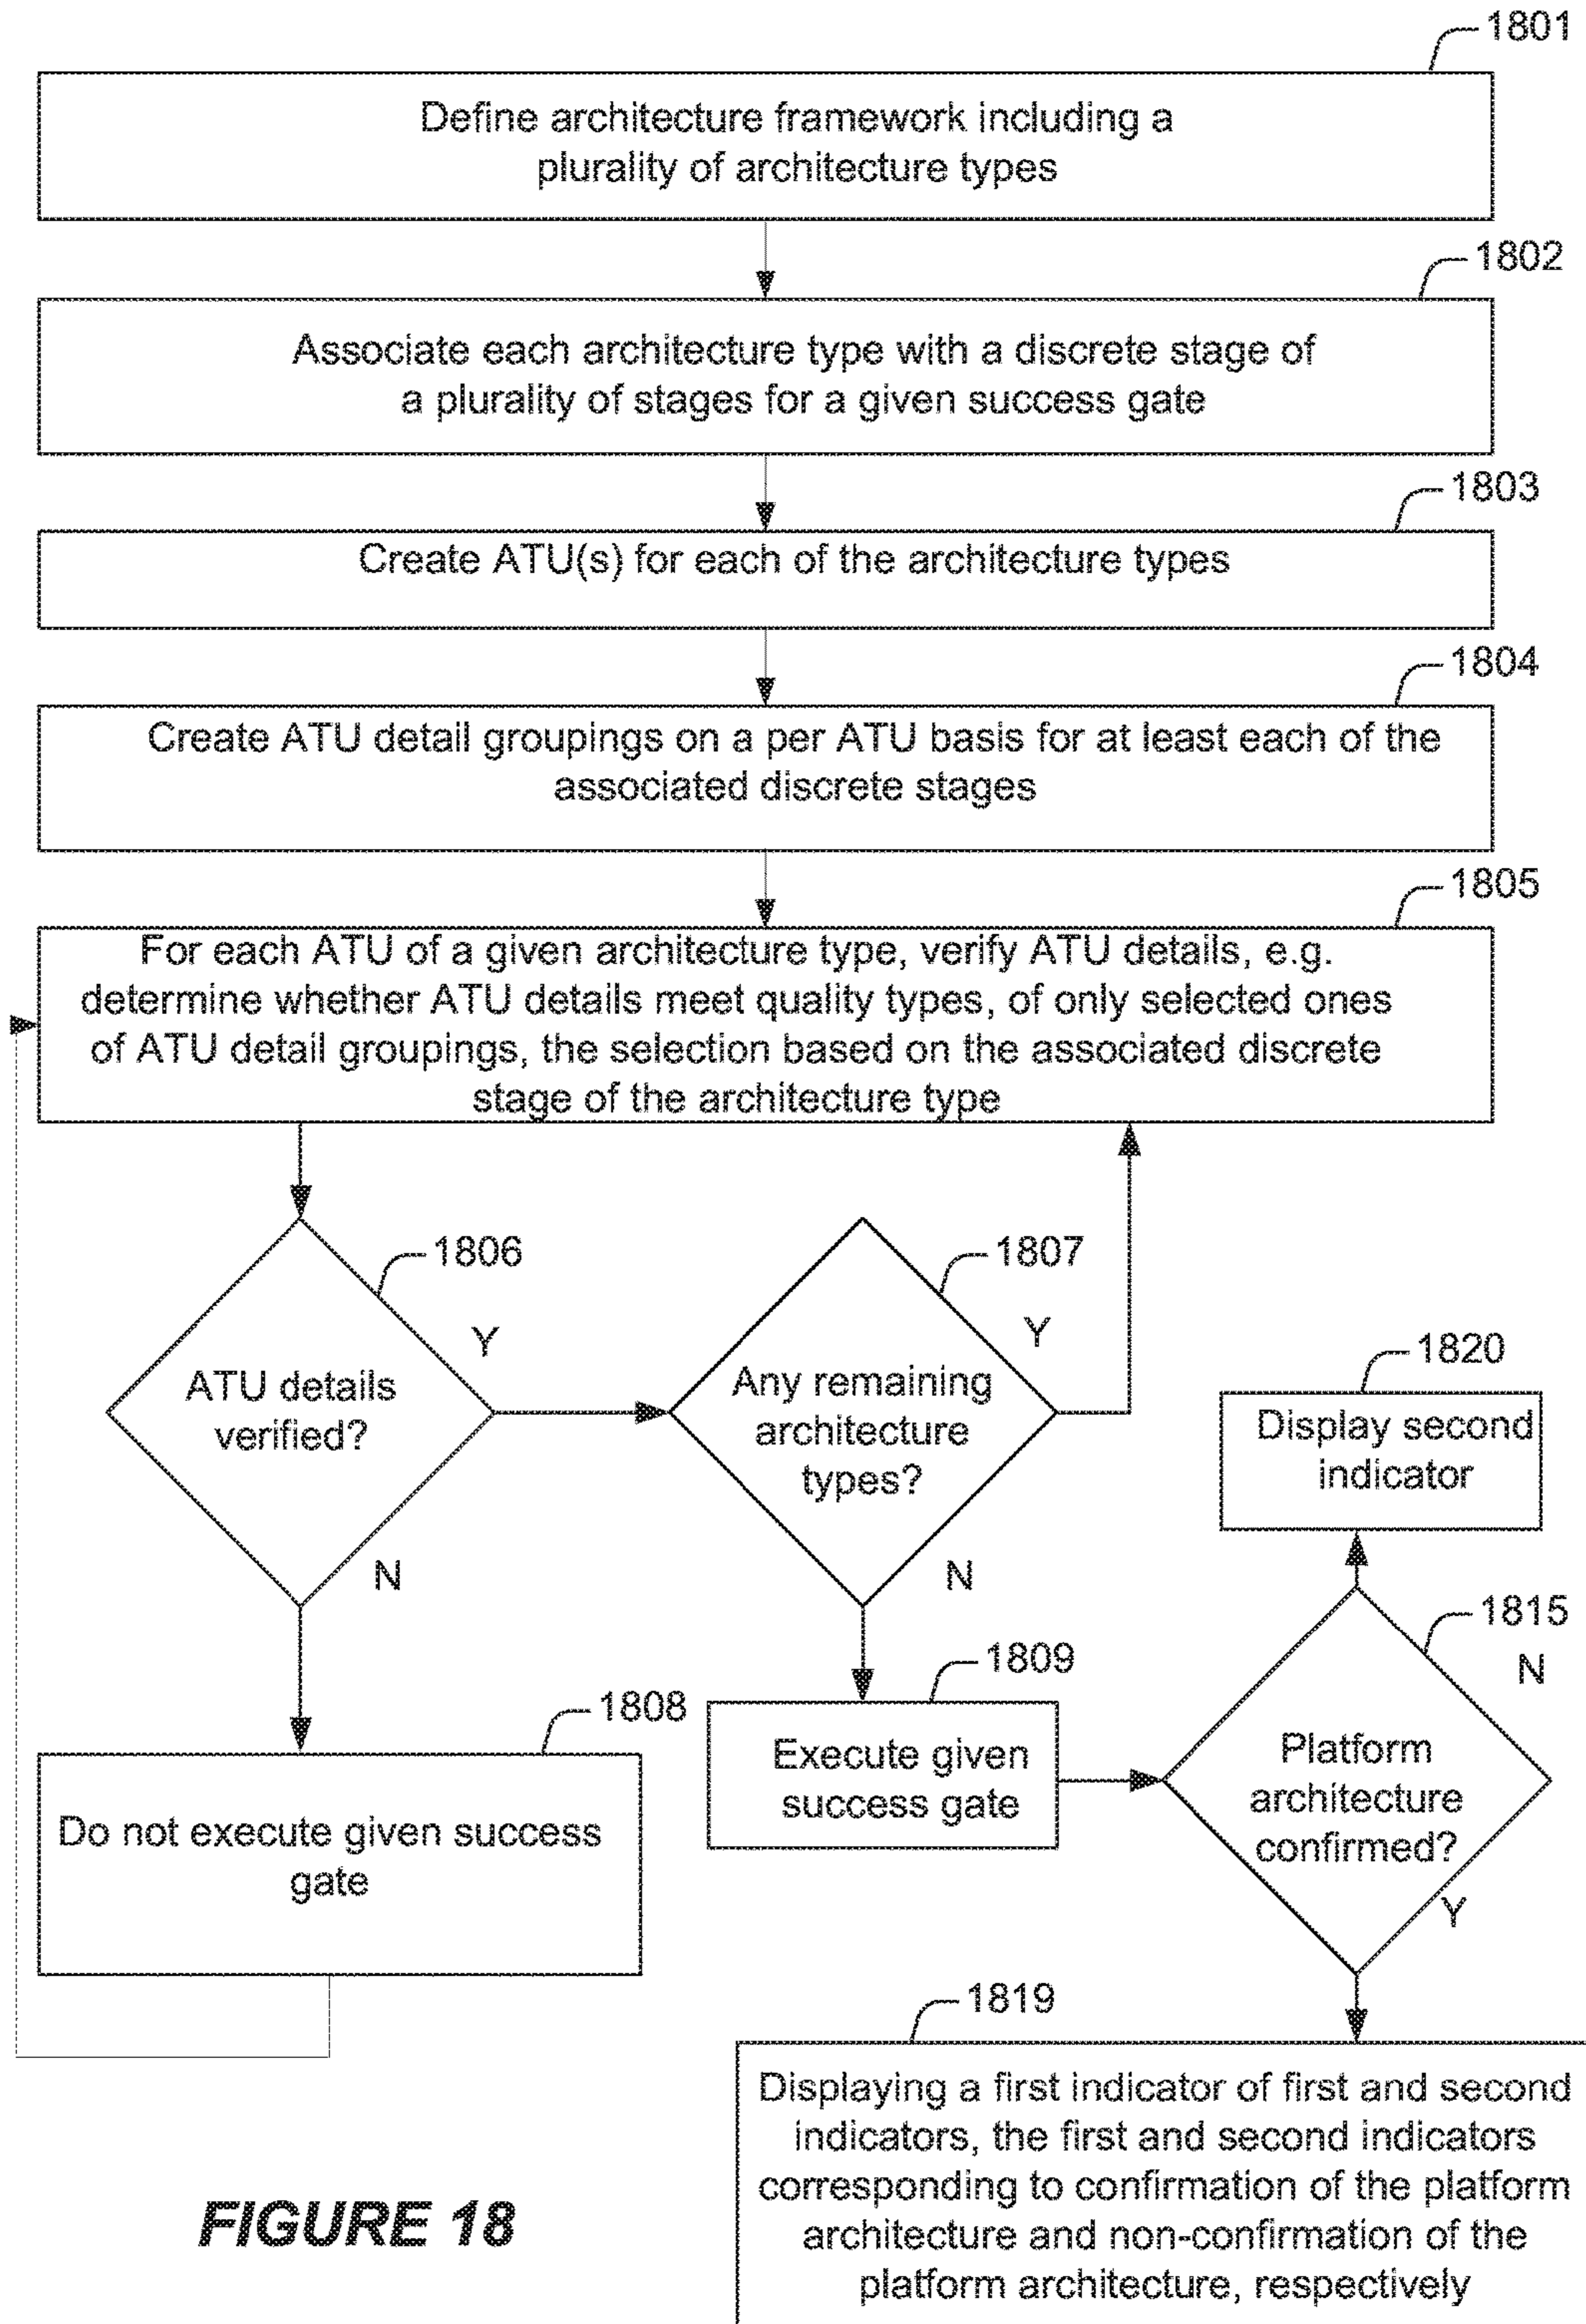 1801
Define architecture framework including a
plurality of architecture types
1802
Associate each architecture type with a discrete stage of
a plurality of stages for a given success gate
1803
Create ATU(s) for each of the architecture types
1804
Create ATU detail groupings on a per ATU basis for at least each of the
associated discrete stages
1805
For each ATU of a given architecture type, verify ATU details, e.g.
determine whether ATU details meet quality types, of only selected ones
of ATU detail groupings, the selection based on the associated discrete
stage of the architecture type
1806
ATU details
verified?
Y
N
1807
Any remaining
architecture
types?
Y
N
1820
Display second
indicator
1815
N
Platform
architecture
confirmed?
Y
1809
Execute given
success gate
1808
Do not execute given success
gate
1819
Displaying a first indicator of first and second
indicators, the first and second indicators
corresponding to confirmation of the platform
architecture and non-confirmation of the
platform architecture, respectively
FIGURE 18